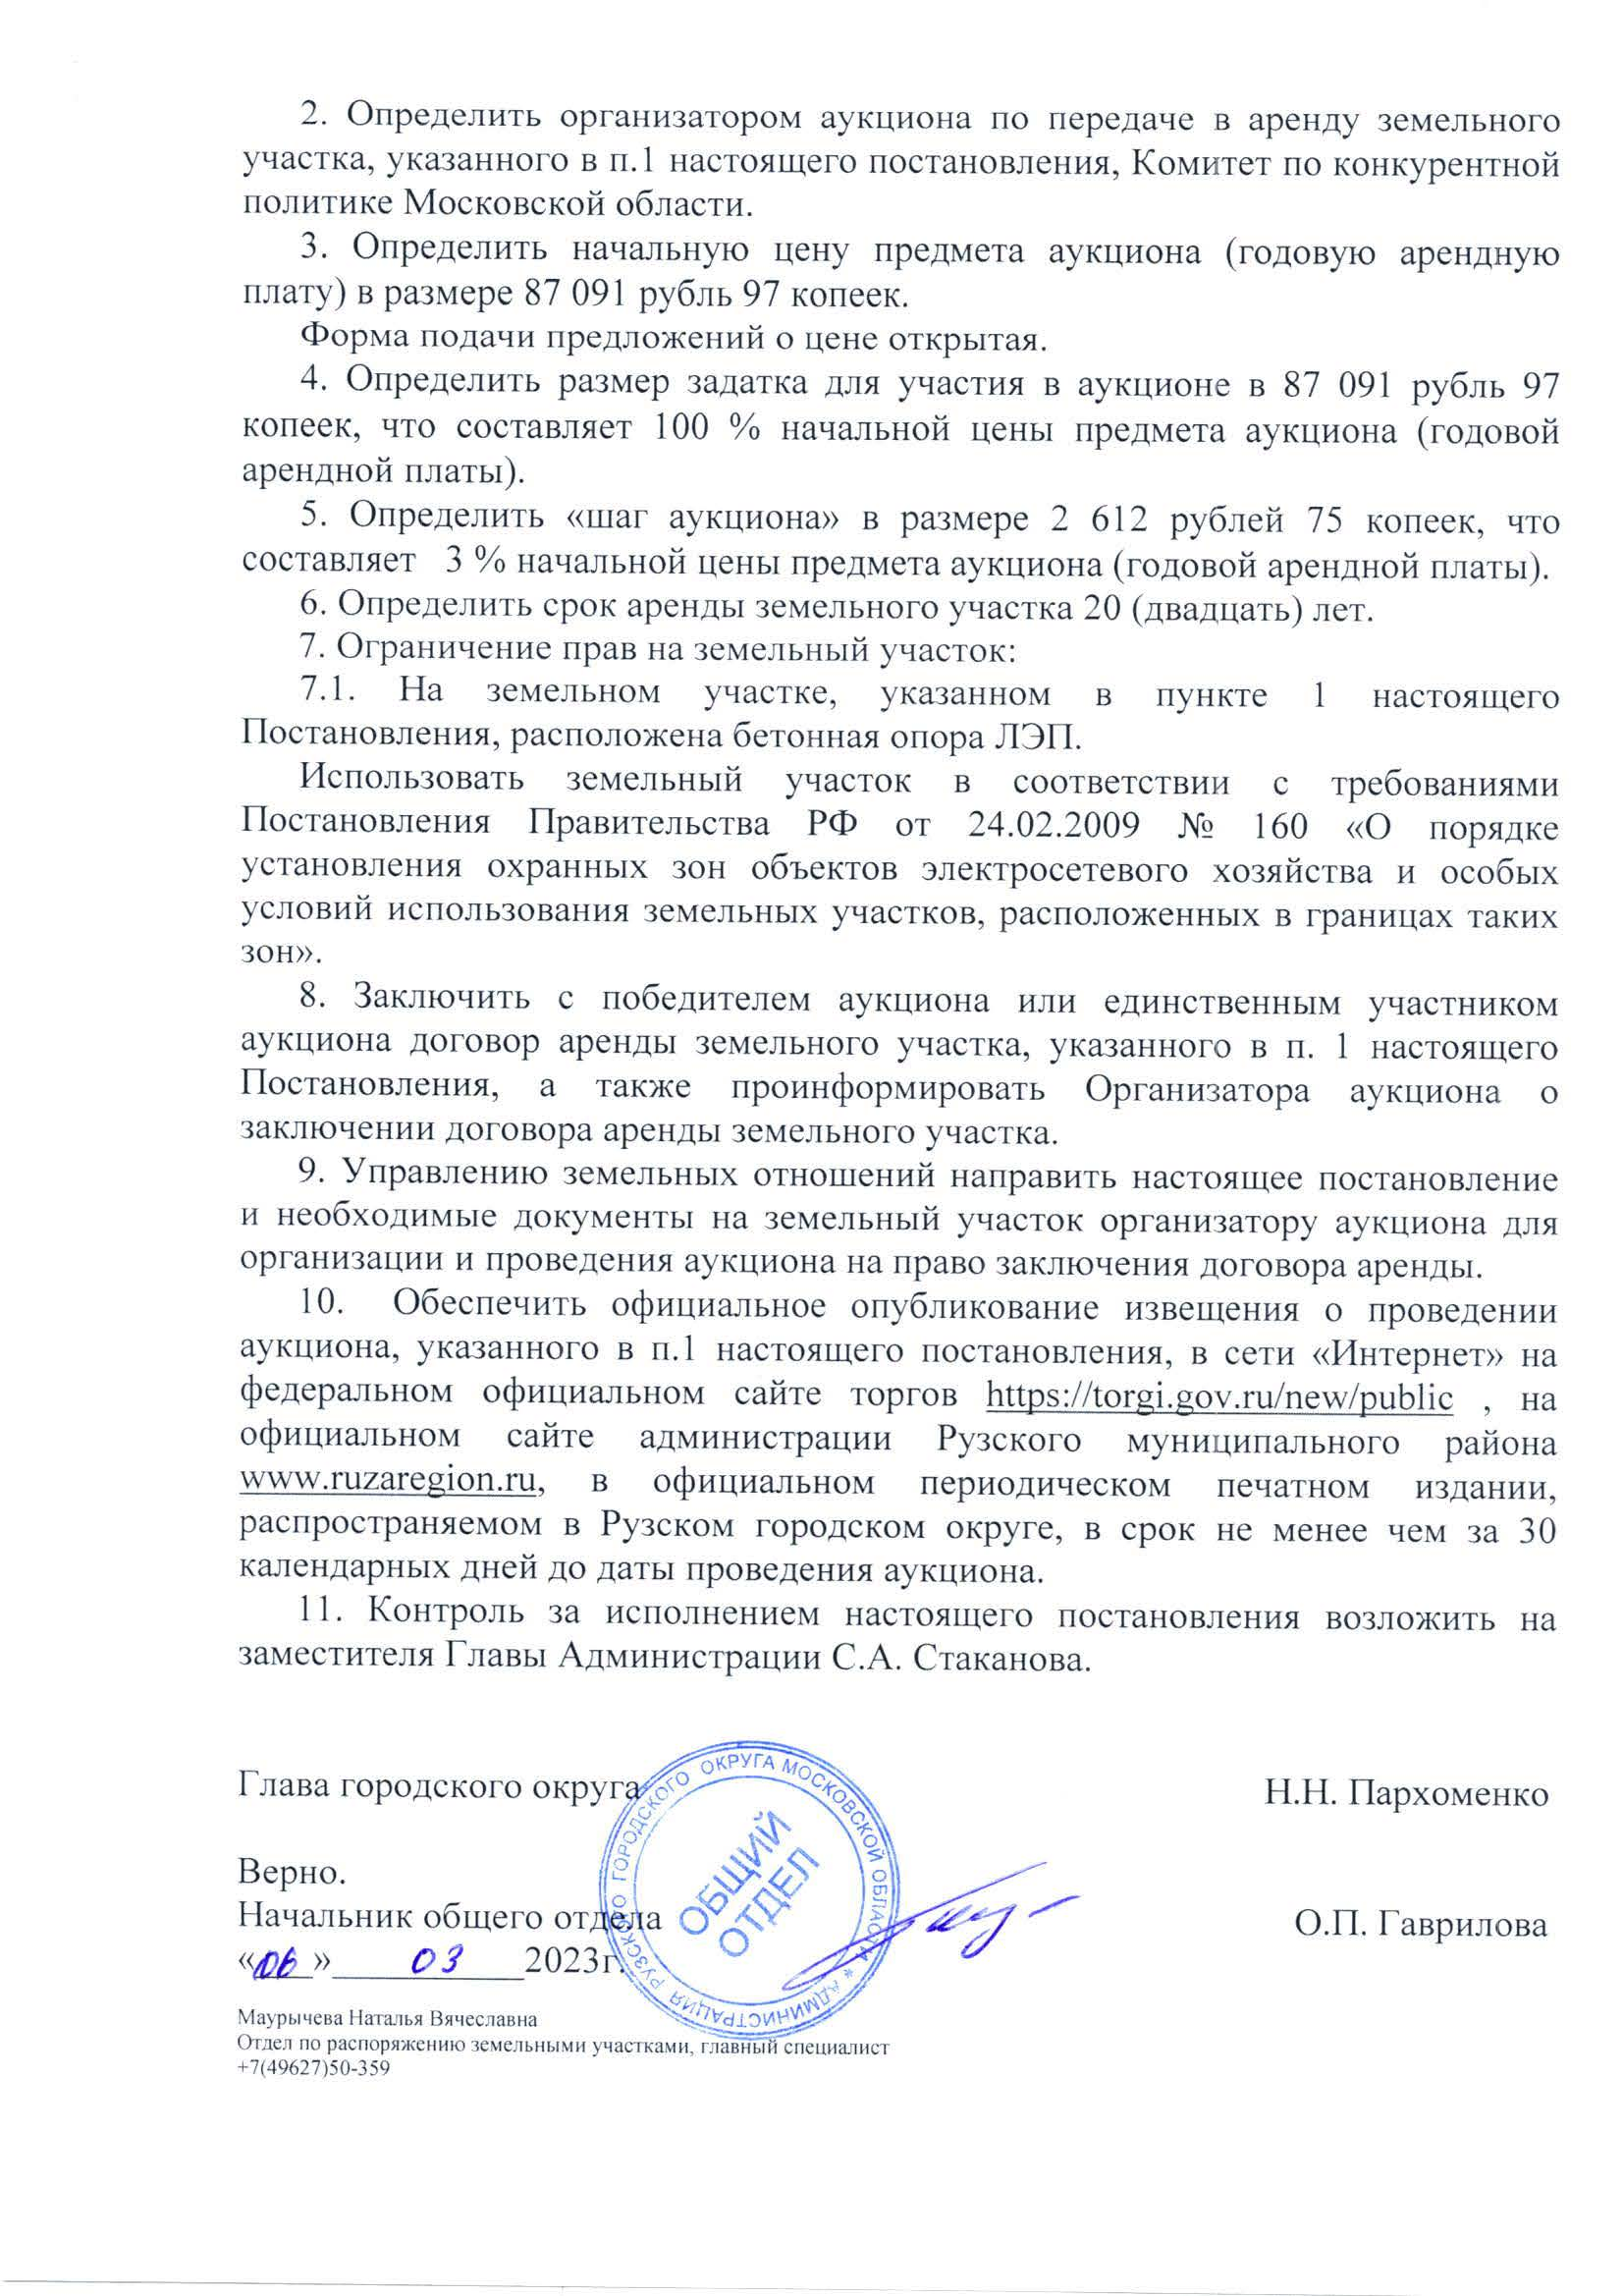 2. Определить организатором аукциона по передаче в аренду земельного
участка, указанного в п.1 настоящего постановления, Комитет по конкурентной
политике Московской области.
3. Определить начальную цену предмета аукциона (годовую арендную
плату) в размере 87 091 рубль 97 копеек.
Форма подачи предложений о цене открытая.
4. Определить размер задатка для участия в аукционе в 87 091 рубль 97
копеек, что составляет 100 % начальной цены предмета аукциона (годовой
арендной платы).
5. Определить «шаг аукциона» в размере 2 612 рублей 75 копеек, что
составляет 3 % начальной цены предмета аукциона (годовой арендной платы).
6. Определить срок аренды земельного участка 20 (двадцать) лет.
7. Ограничение прав на земельный участок:
7.1. На земельном участке, указанном в пункте 1 настоящего
Постановления, расположена бетонная опора ЛЭП.
Использовать земельный участок в соответствии с требованиями
Постановления Правительства РФ от 24.02.2009 № 160 «О порядке
установления охранных зон объектов электросетевого хозяйства и особых
условий использования земельных участков, расположенных в границах таких
зон».
8. Заключить с победителем аукциона или единственным участником
аукциона договор аренды земельного участка, указанного в п. 1 настоящего
Постановления, а также проинформировать Организатора аукциона о
заключении договора аренды земельного участка.
9. Управлению земельных отношений направить настоящее постановление
и необходимые документы на земельный участок организатору аукциона для
организации и проведения аукциона на право заключения договора аренды.
10. Обеспечить официальное опубликование извещения о проведении
аукциона, указанного в п.1 настоящего постановления, в сети «Интернет» на
федеральном официальном сайте торгов https://torgi.gov.ru/new/public , на
официальном сайте администрации Рузского муниципального района
www.ruzaregion.ru, в официальном периодическом печатном издании,
распространяемом в Рузском городском округе, в срок не менее чем за 30
календарных дней до даты проведения аукциона.
11. Контроль за исполнением настоящего постановления возложить на
заместителя Главы Администрации С.А. Стаканова.
Глава городского округа Н.Н. Пархоменко
Верно.
Начальник общего отдела О.П. Гаврилова
«06» 03 2023г.
АДМИНИСТРАЦИЯ РУЗСКОГО ГОРОДСКОГО ОКРУГА МОСКОВСКОЙ ОБЛАСТИ *
ОБЩИЙ
ОТДЕЛ
Маурычева Наталья Вячеславна
Отдел по распоряжению земельными участками, главный специалист
+7(49627)50-359